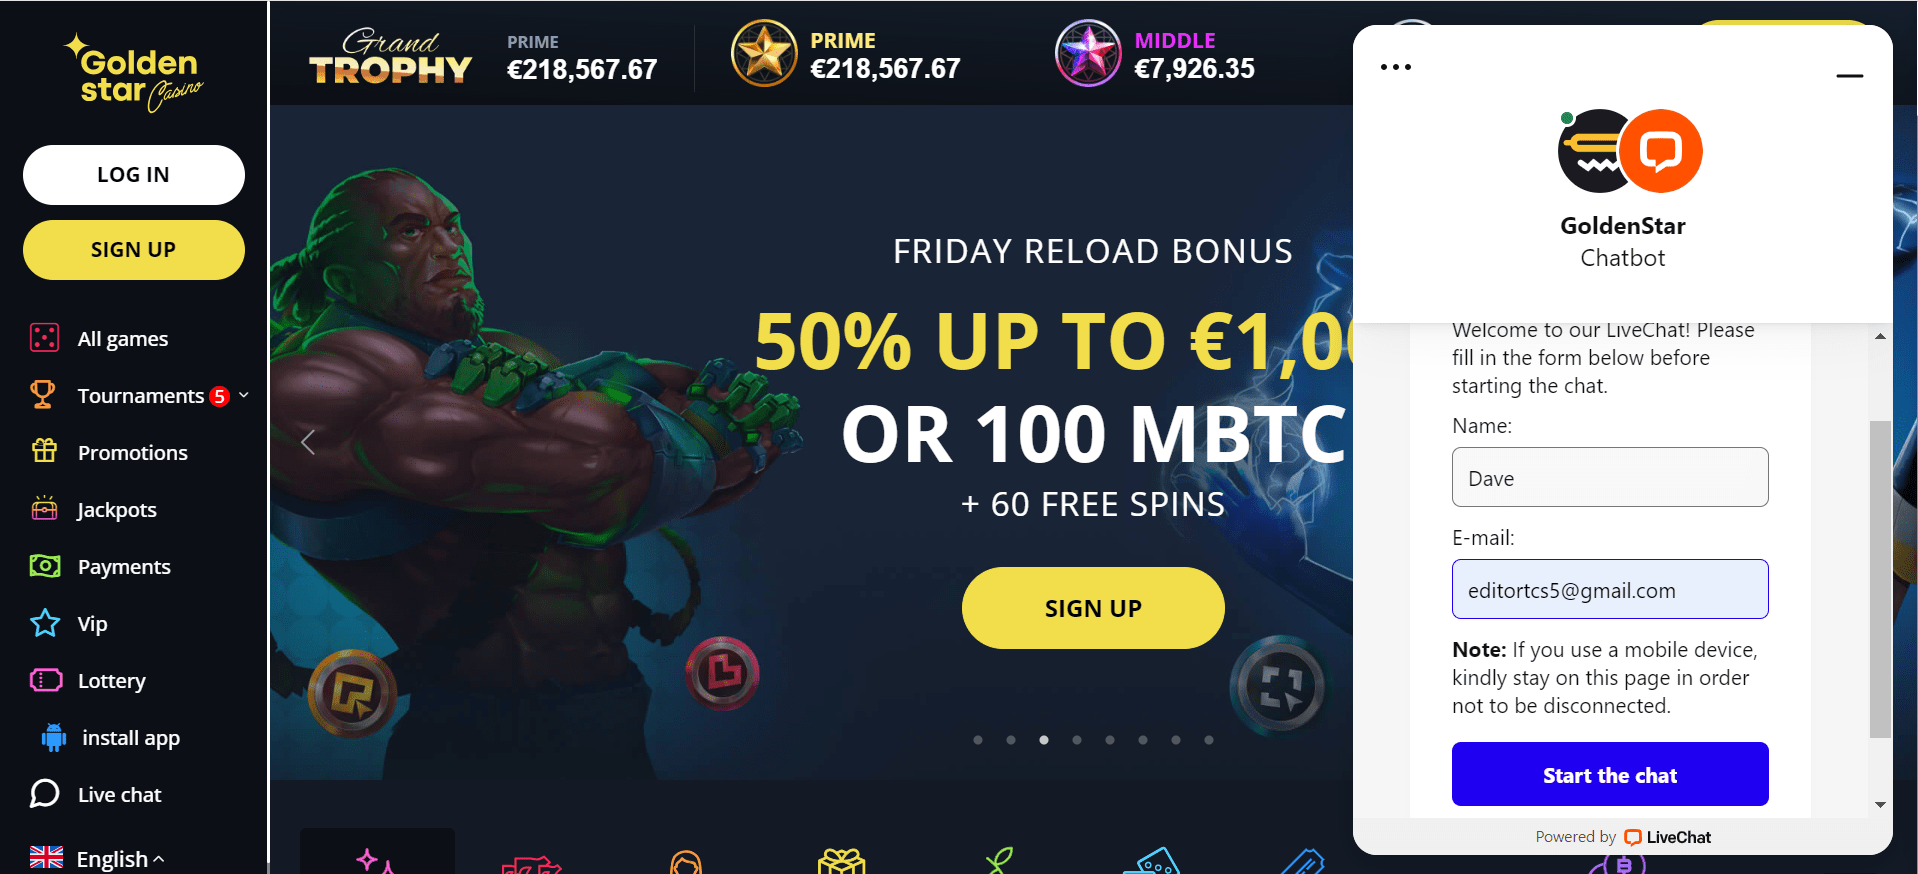 Golden
star Casino
LOG IN
SIGN UP
All games
Tournaments 5
Promotions
Jackpots
Payments
Vip
Lottery
install app
Live chat
English
Grand
TROPHY
PRIME
€218,567.67
PRIME
€218,567.67
MIDDLE
€7,926.35
FRIDAY RELOAD BONUS
50% UP TO €1,0
OR 100 MBTC
+ 60 FREE SPINS
SIGN UP
GoldenStar
Chatbot
Welcome to our LiveChat! Please
fill in the form below before
starting the chat.
Name:
Dave
E-mail:
editortcs5@gmail.com
Note: If you use a mobile device,
kindly stay on this page in order
not to be disconnected.
Start the chat
Powered by LiveChat